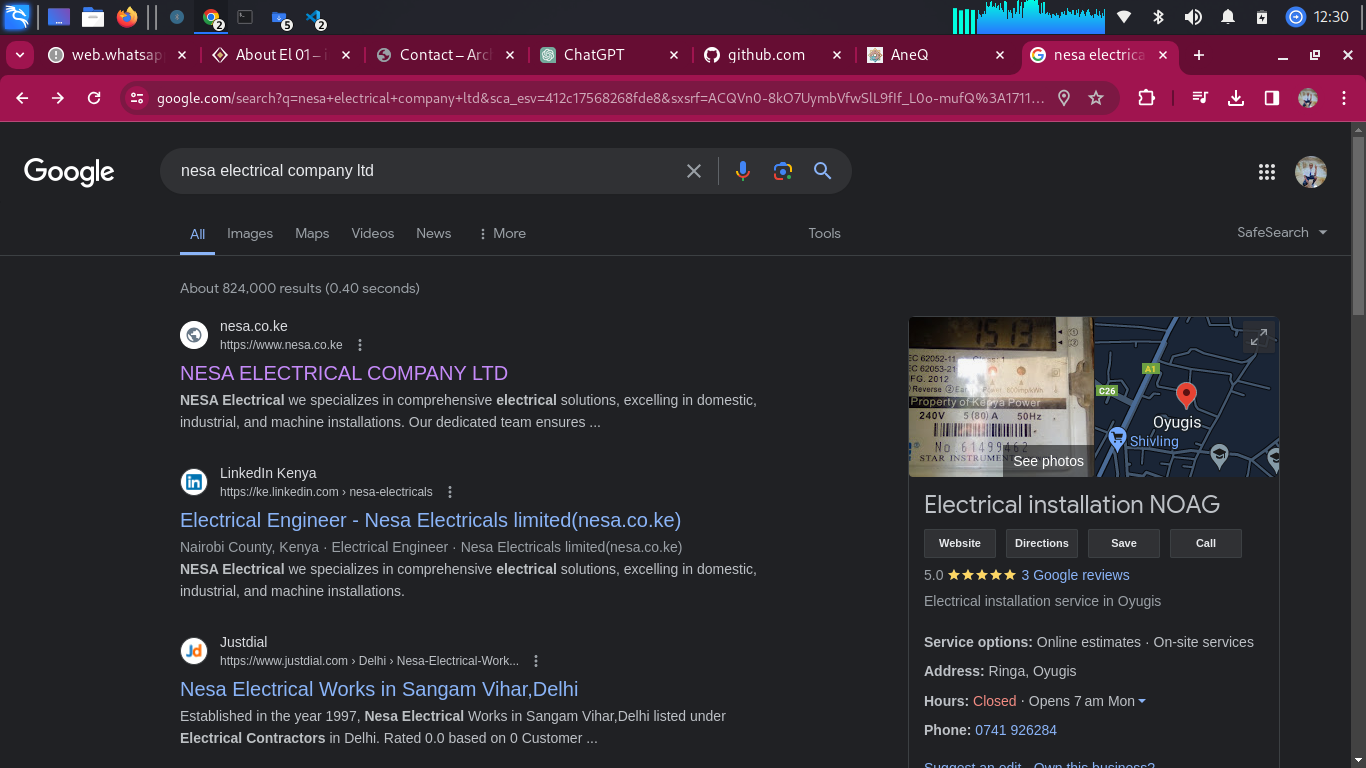 5
2
2
12:30
web.whatsapp
About El 01 – i
Contact – Arc
ChatGPT
github.com
AneQ
nesa electrica
google.com/search?q=nesa+electrical+company+ltd&sca_esv=412c17568268fde8&sxsrf=ACQVn0-8kO7UymbVfwSlL9fIf_L0o-mufQ%3A1711...
Google
nesa electrical company ltd
All
Images
Maps
Videos
News
More
Tools
SafeSearch
About 824,000 results (0.40 seconds)
nesa.co.ke
https://www.nesa.co.ke
NESA ELECTRICAL COMPANY LTD
NESA Electrical we specializes in comprehensive electrical solutions, excelling in domestic,
industrial, and machine installations. Our dedicated team ensures ...
LinkedIn Kenya
https://ke.linkedin.com › nesa-electricals
Electrical Engineer - Nesa Electricals limited(nesa.co.ke)
Nairobi County, Kenya · Electrical Engineer · Nesa Electricals limited(nesa.co.ke)
NESA Electrical we specializes in comprehensive electrical solutions, excelling in domestic,
industrial, and machine installations.
Justdial
https://www.justdial.com › Delhi › Nesa-Electrical-Work...
Nesa Electrical Works in Sangam Vihar,Delhi
Established in the year 1997, Nesa Electrical Works in Sangam Vihar,Delhi listed under
Electrical Contractors in Delhi. Rated 0.0 based on 0 Customer ...
1513
EC 62052-11
EC 62053-21
MFG. 2012
Property of Kenya Power
240V 5(80)A 50Hz
No 61499462
STAR INSTRUMENT
See photos
A1
C26
Oyugis
Shivling
Electrical installation NOAG
Website
Directions
Save
Call
5.0
3 Google reviews
Electrical installation service in Oyugis
Service options: Online estimates · On-site services
Address: Ringa, Oyugis
Hours: Closed · Opens 7 am Mon
Phone: 0741 926284
Suggest an edit · Own this business?